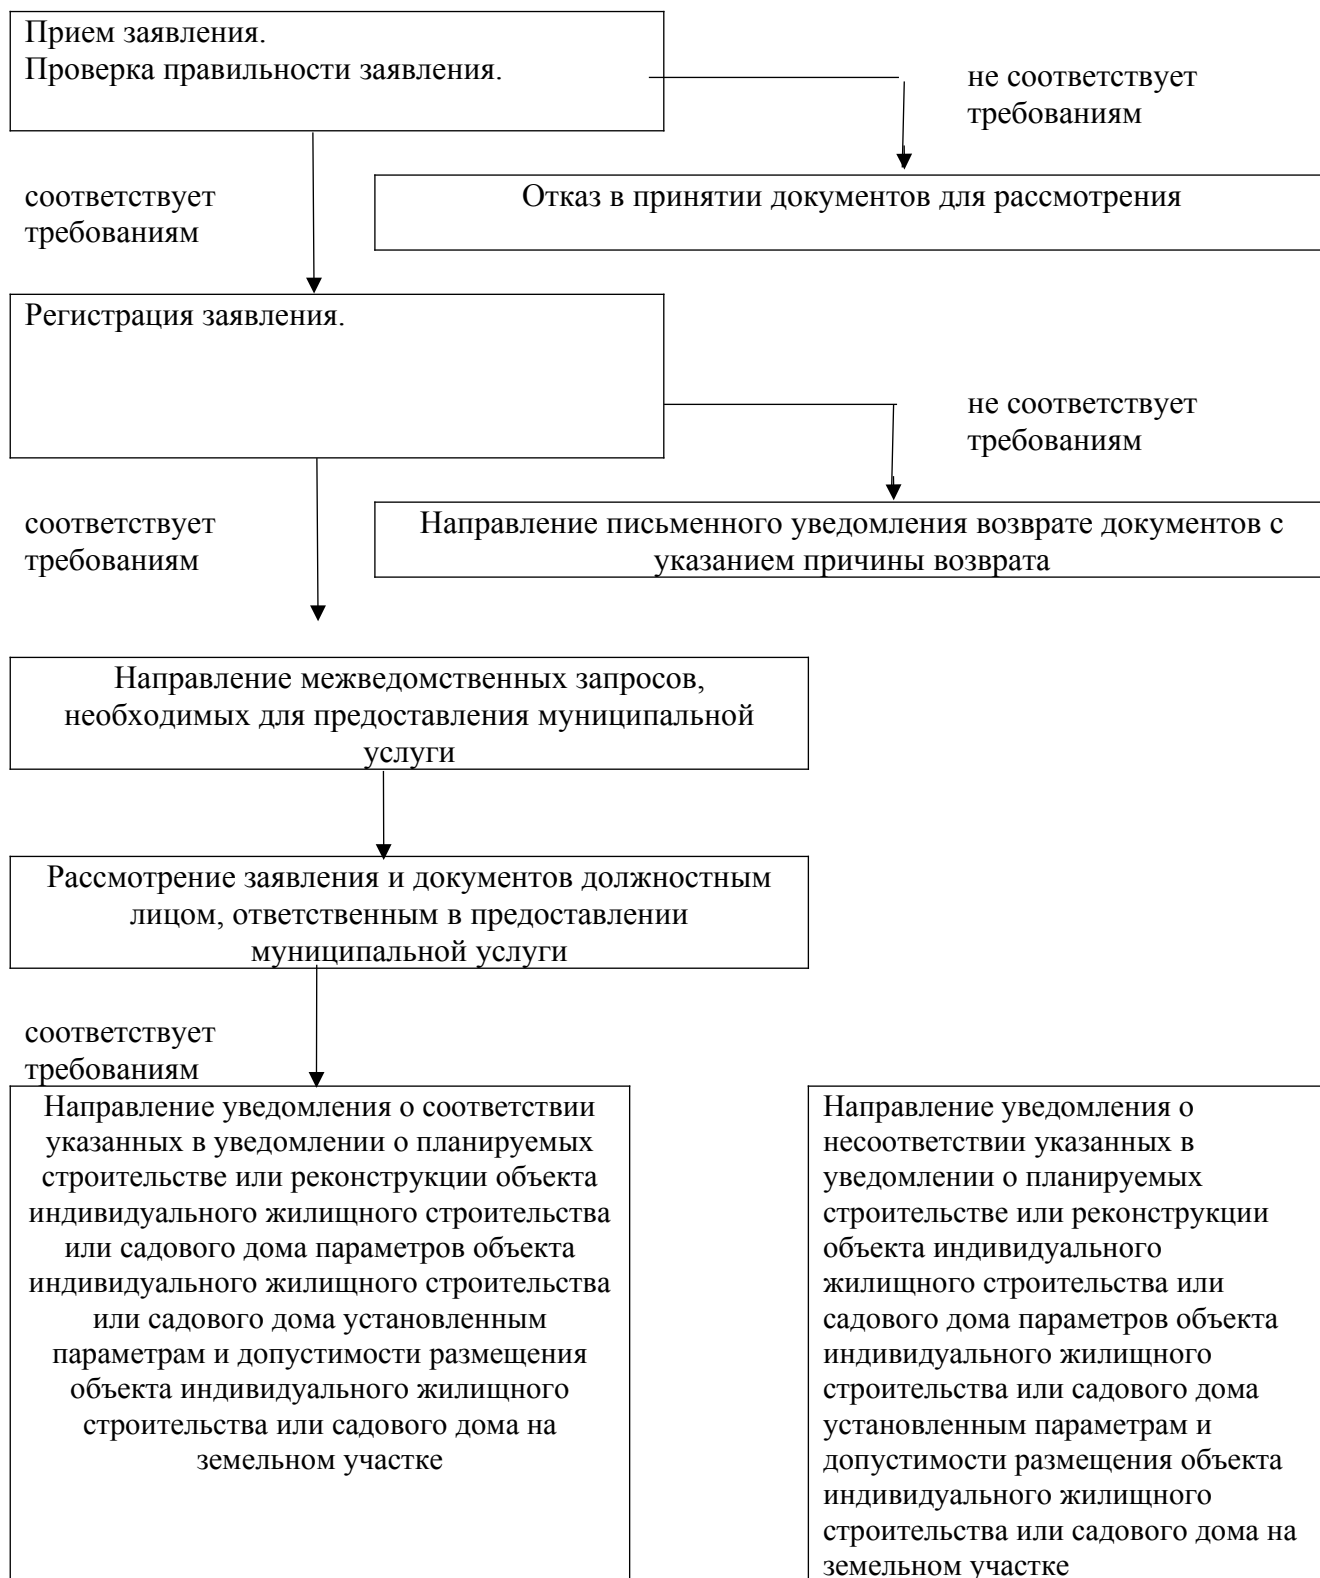 Прием заявления.
Проверка правильности заявления.
не соответствует
требованиям
соответствует
требованиям
Отказ в принятии документов для рассмотрения
Регистрация заявления.
не соответствует
требованиям
соответствует
требованиям
Направление письменного уведомления возврате документов с
указанием причины возврата
Направление межведомственных запросов,
необходимых для предоставления муниципальной
услуги
Рассмотрение заявления и документов должностным
лицом, ответственным в предоставлении
муниципальной услуги
соответствует
требованиям
Направление уведомления о соответствии
указанных в уведомлении о планируемых
строительстве или реконструкции объекта
индивидуального жилищного строительства
или садового дома параметров объекта
индивидуального жилищного строительства
или садового дома установленным
параметрам и допустимости размещения
объекта индивидуального жилищного
строительства или садового дома на
земельном участке
Направление уведомления о
несоответствии указанных в
уведомлении о планируемых
строительстве или реконструкции
объекта индивидуального
жилищного строительства или
садового дома параметров объекта
индивидуального жилищного
строительства или садового дома
установленным параметрам и
допустимости размещения объекта
индивидуального жилищного
строительства или садового дома на
земельном участке